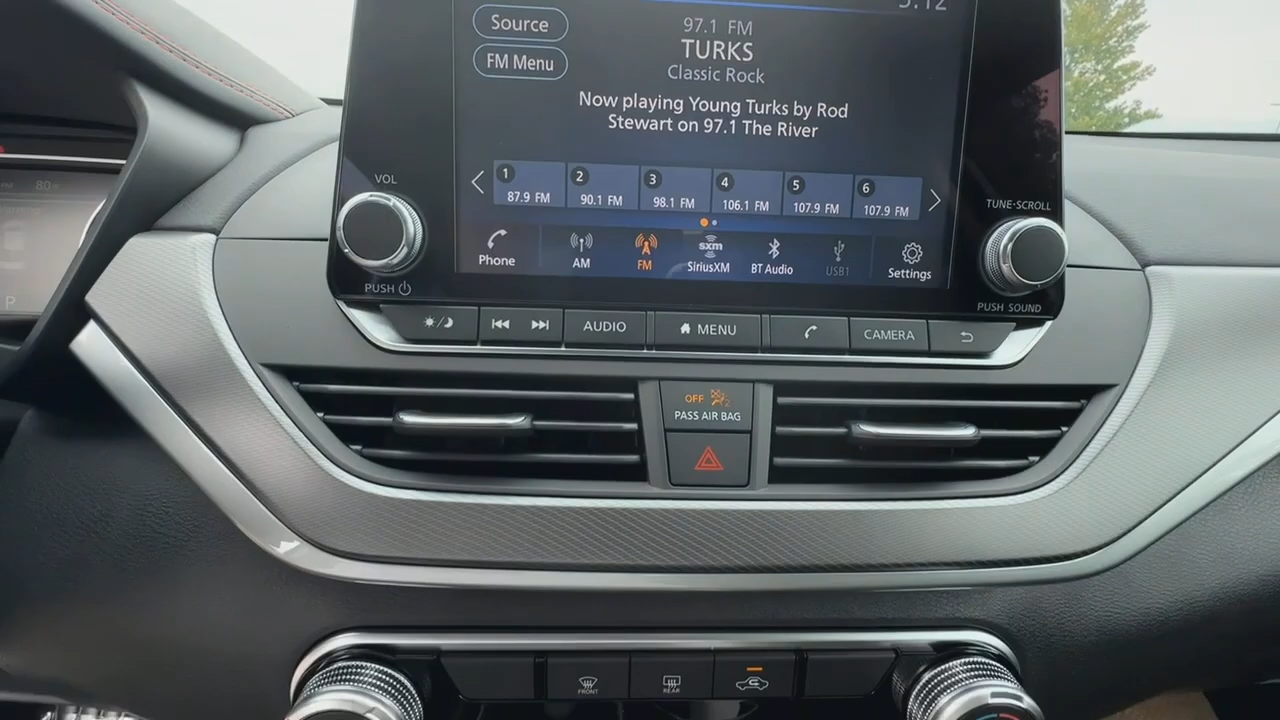 5:12
Source
97.1 FM
TURKS
FM Menu
Classic Rock
Now playing Young Turks by Rod
Stewart on 97.1 The River
1 2 3 4 5 6
87.9 FM 90.1 FM 98.1 FM 106.1 FM 107.9 FM 107.9 FM
VOL
TUNE·SCROLL
80
P
sxm
Phone AM FM SiriusXM BT Audio USB1 Settings
PUSH
PUSH SOUND
AUDIO MENU CAMERA
OFF
PASS AIR BAG
FRONT REAR